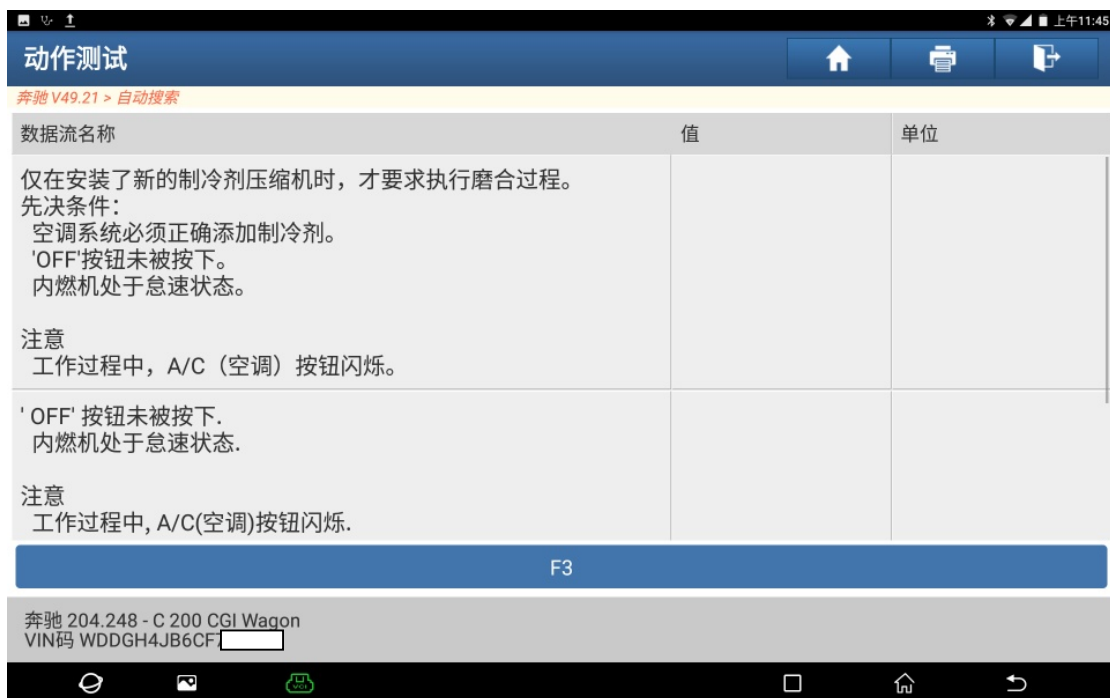 上午11:45
动作测试
奔驰 V49.21 > 自动搜索
数据流名称 值 单位
仅在安装了新的制冷剂压缩机时，才要求执行磨合过程。
先决条件：
空调系统必须正确添加制冷剂。
'OFF'按钮未被按下。
内燃机处于怠速状态。
注意
工作过程中，A/C（空调）按钮闪烁。
' OFF' 按钮未被按下.
内燃机处于怠速状态.
注意
工作过程中, A/C(空调)按钮闪烁.
F3
奔驰 204.248 - C 200 CGI Wagon
VIN码 WDDGH4JB6CF
VCI